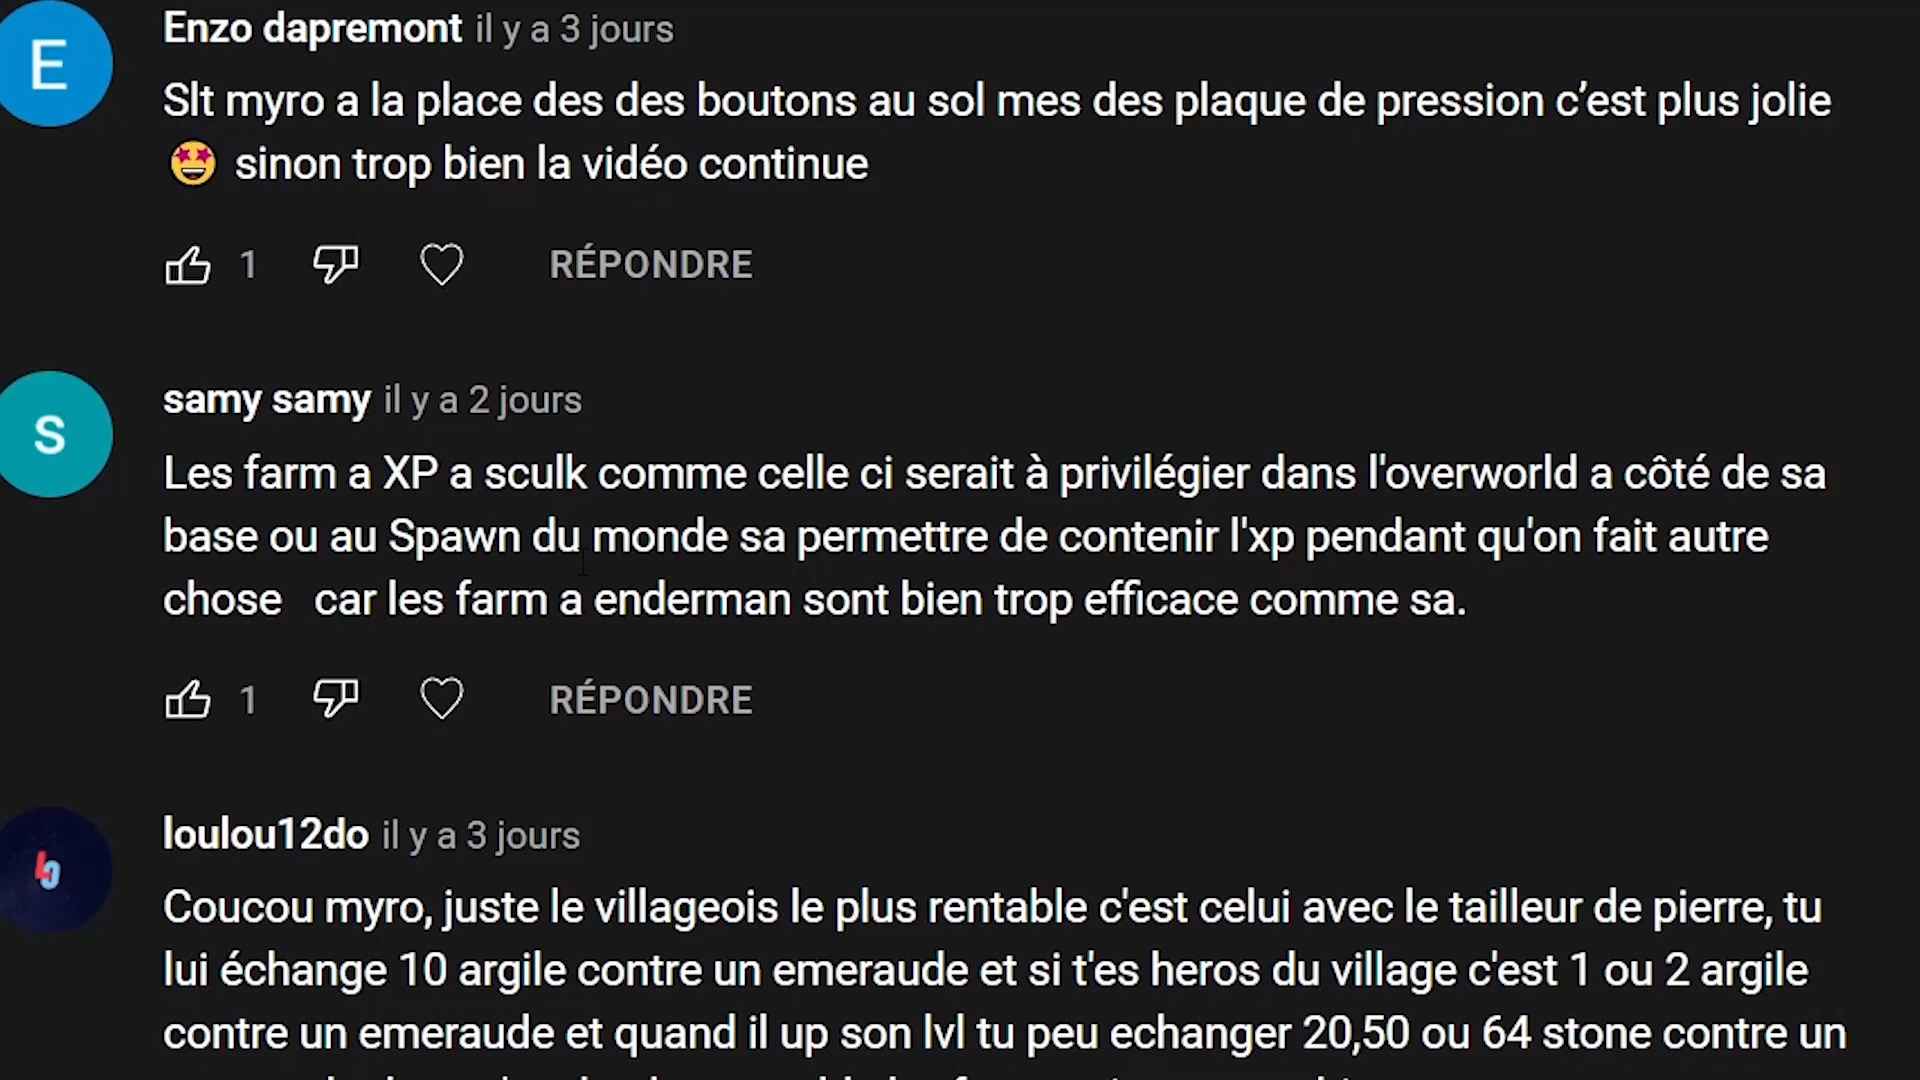 E
Enzo dapremont il y a 3 jours
Slt myro a la place des des boutons au sol mes des plaque de pression c’est plus jolie
🤩 sinon trop bien la vidéo continue
1 RÉPONDRE
S
samy samy il y a 2 jours
Les farm a XP a sculk comme celle ci serait à privilégier dans l'overworld a côté de sa
base ou au Spawn du monde sa permettre de contenir l'xp pendant qu'on fait autre
chose   car les farm a enderman sont bien trop efficace comme sa.
1 RÉPONDRE
loulou12do il y a 3 jours
Coucou myro, juste le villageois le plus rentable c'est celui avec le tailleur de pierre, tu
lui échange 10 argile contre un emeraude et si t'es heros du village c'est 1 ou 2 argile
contre un emeraude et quand il up son lvl tu peu echanger 20,50 ou 64 stone contre un